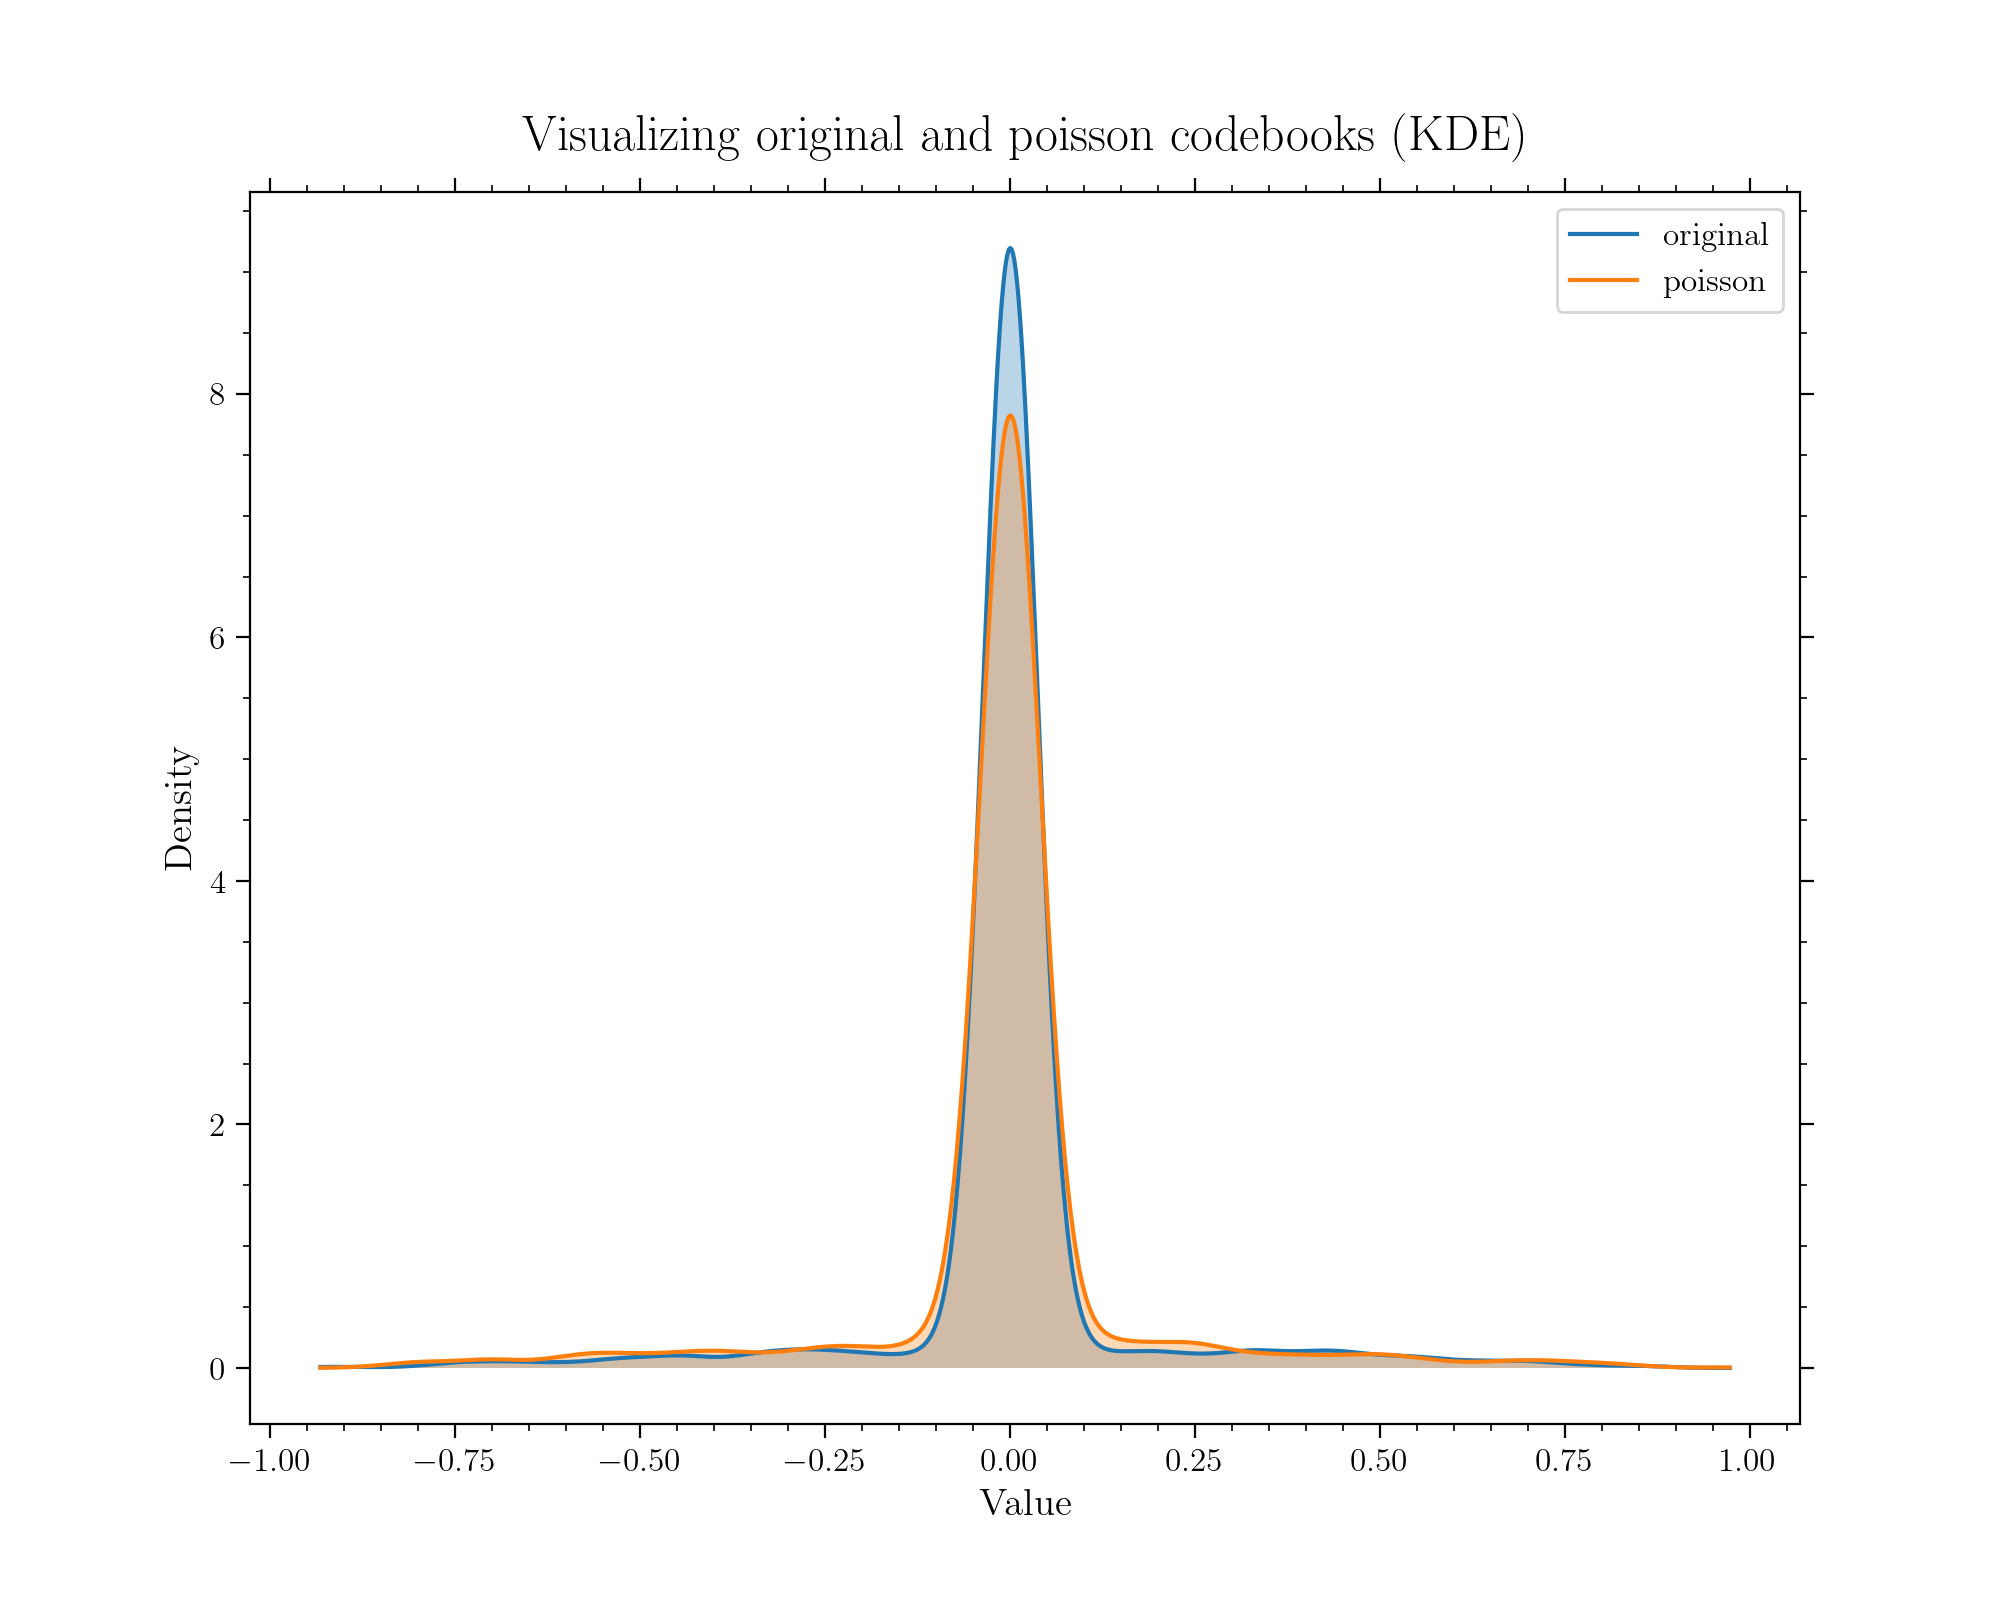 Visualizing original and poisson codebooks (KDE)
original
poisson
8
6
4
2
0
Density
−1.00 −0.75 −0.50 −0.25 0.00 0.25 0.50 0.75 1.00
Value